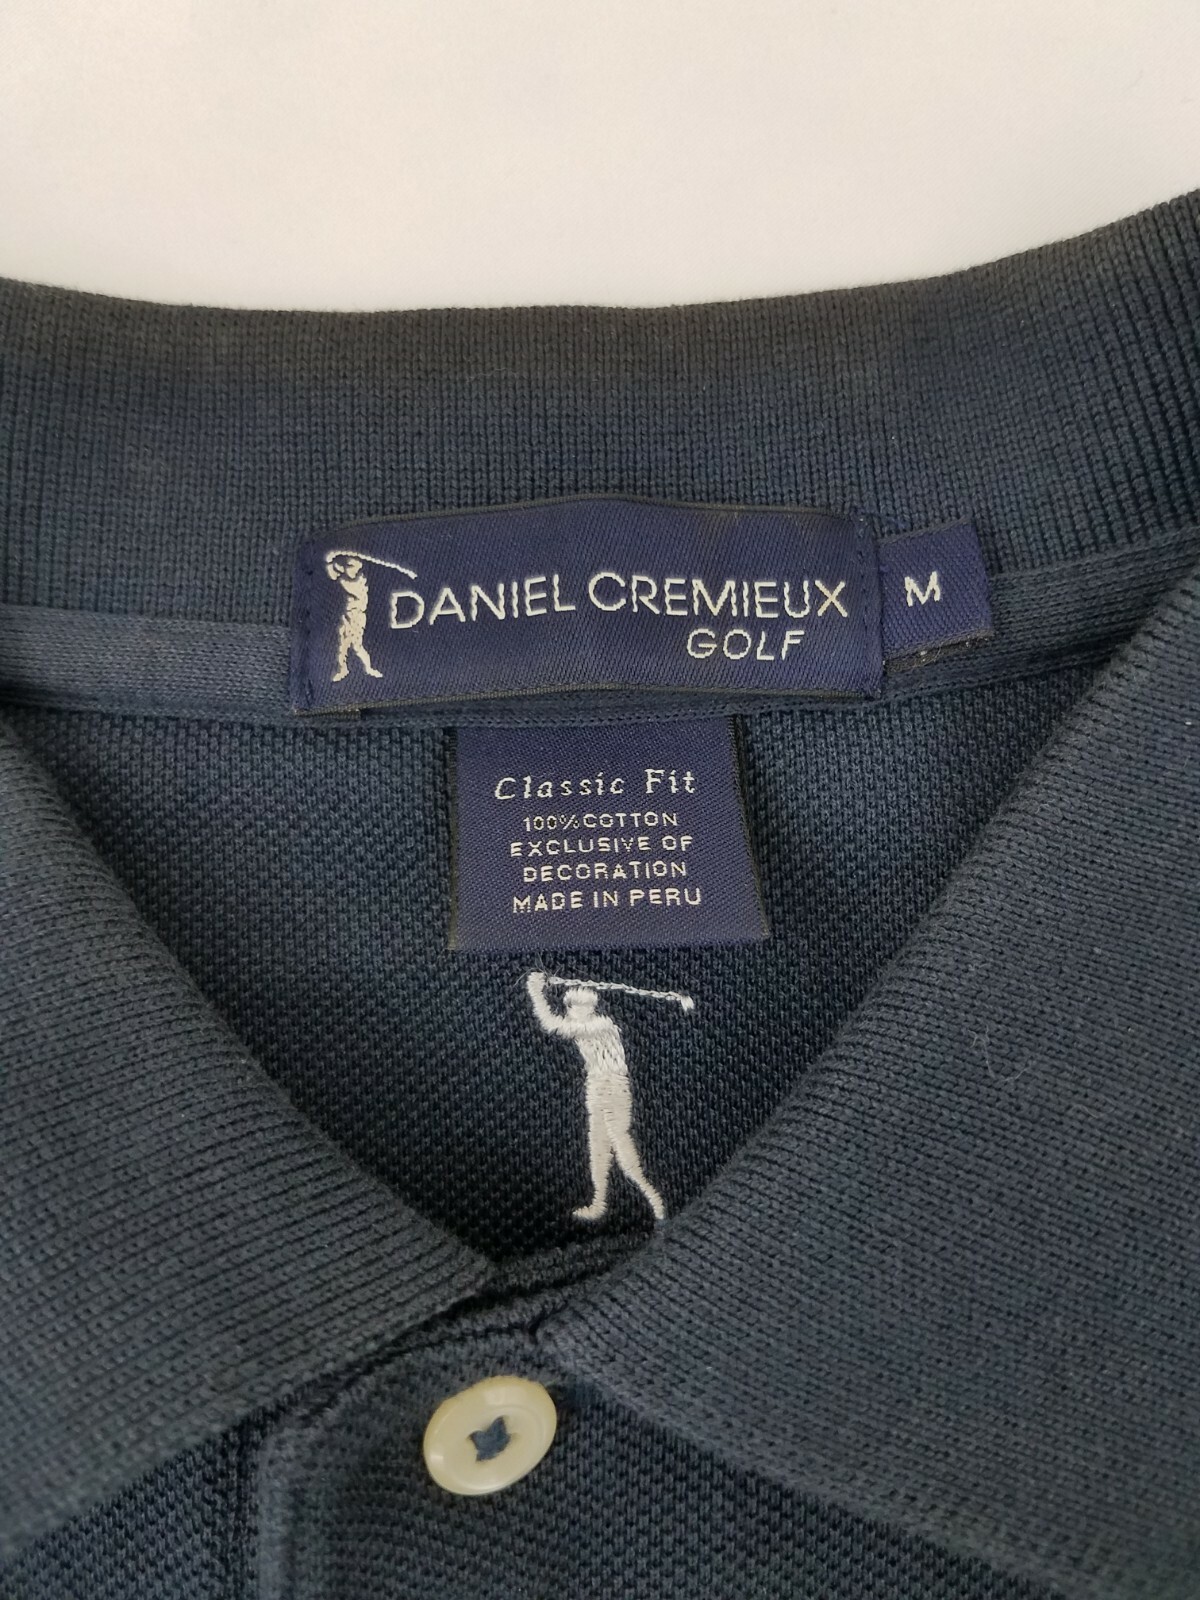 DANIEL CREMIEUX
GOLF
M
Classic Fit
100% COTTON
EXCLUSIVE OF
DECORATION
MADE IN PERU